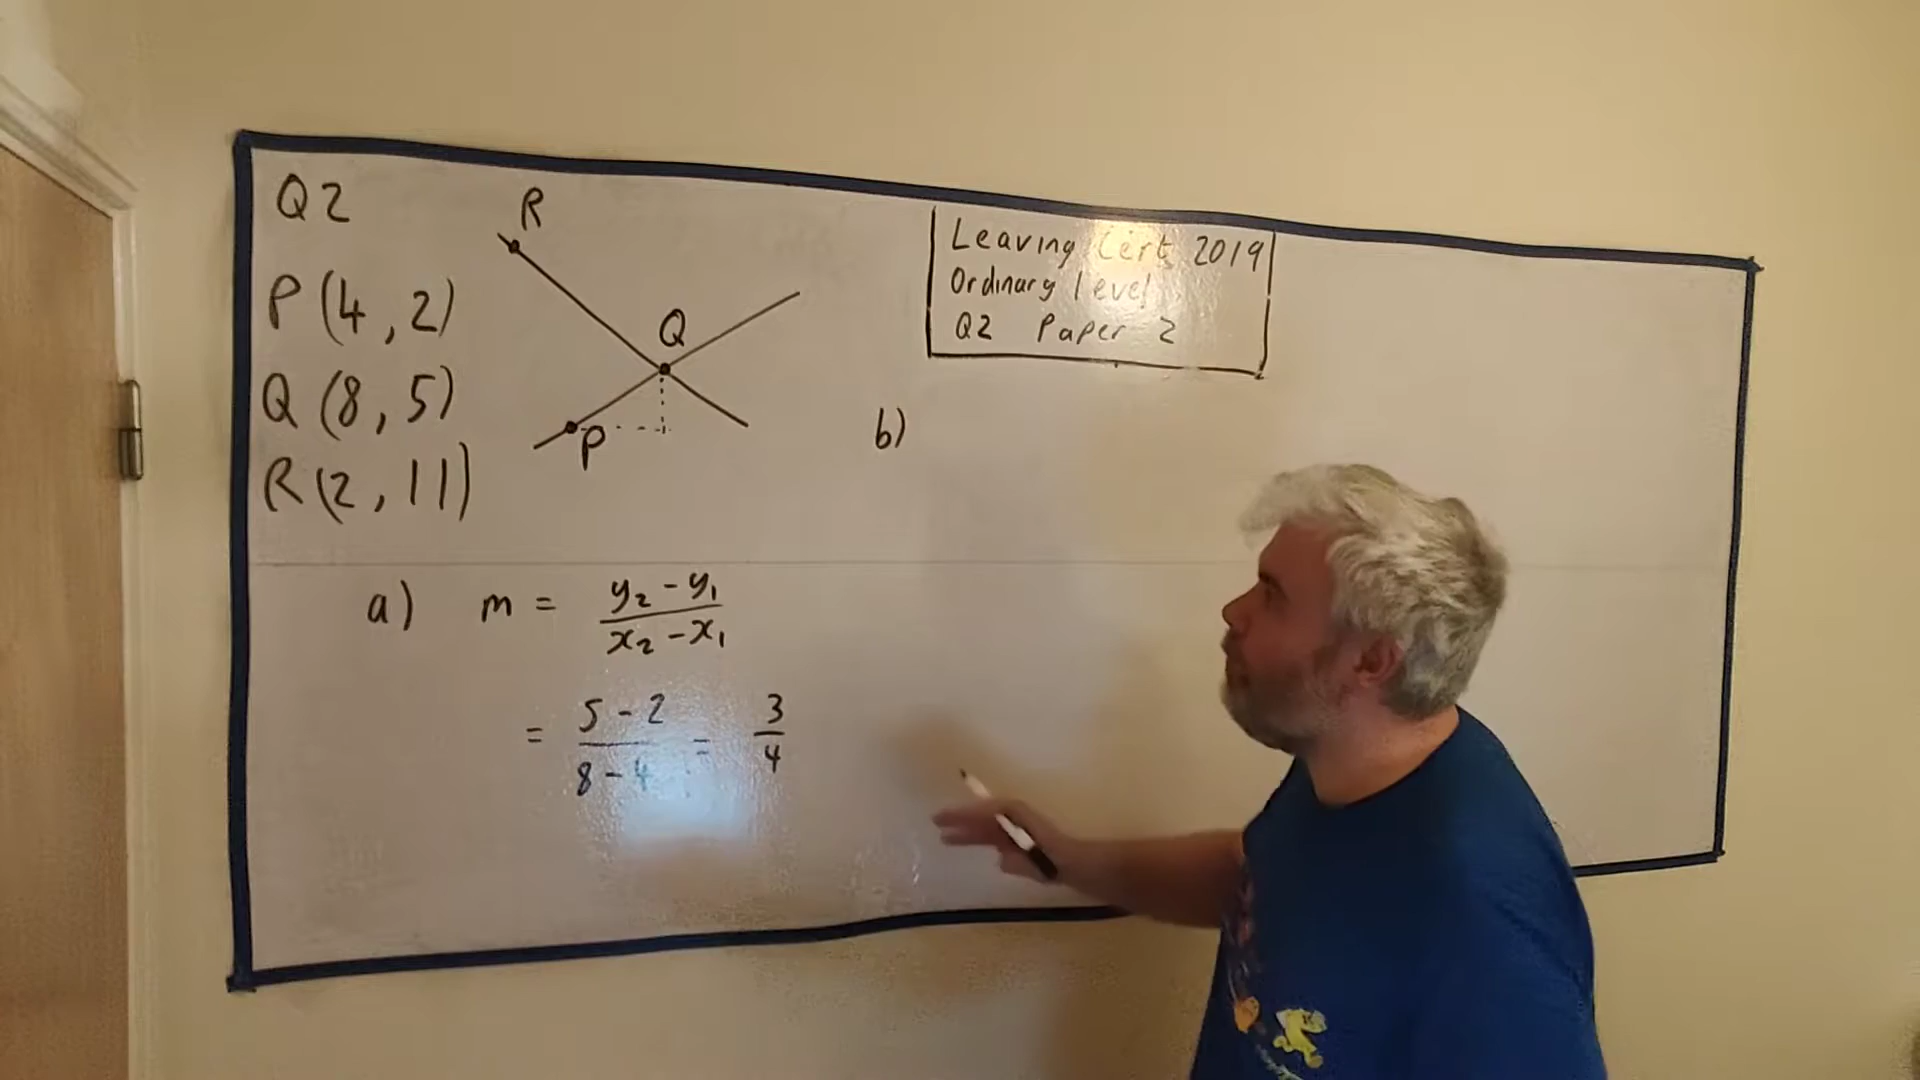 Q2
P(4,2)
Q(8,5)
R(2,11)
R
Q
P
Leaving Cert 2019
Ordinary level
Q2 Paper 2
a) m = y₂ - y₁ / x₂ - x₁
= 5 - 2 / 8 - 4 = 3 / 4
b)